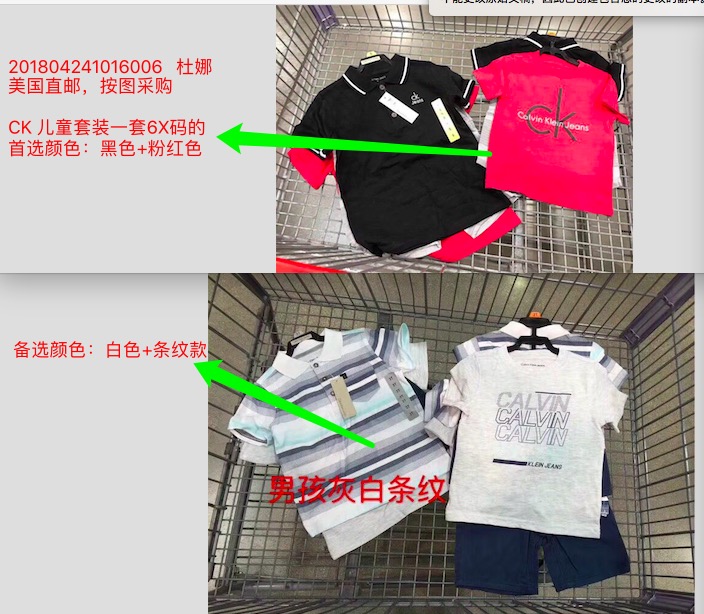 201804241016006 杜娜
美国直邮，按图采购
CK 儿童套装一套6X码的
首选颜色：黑色+粉红色
ck
JEANS
ck
Calvin Klein Jeans
备选颜色：白色+条纹款
男孩灰白条纹
CALVIN
CALVIN
CALVIN
KLEIN JEANS